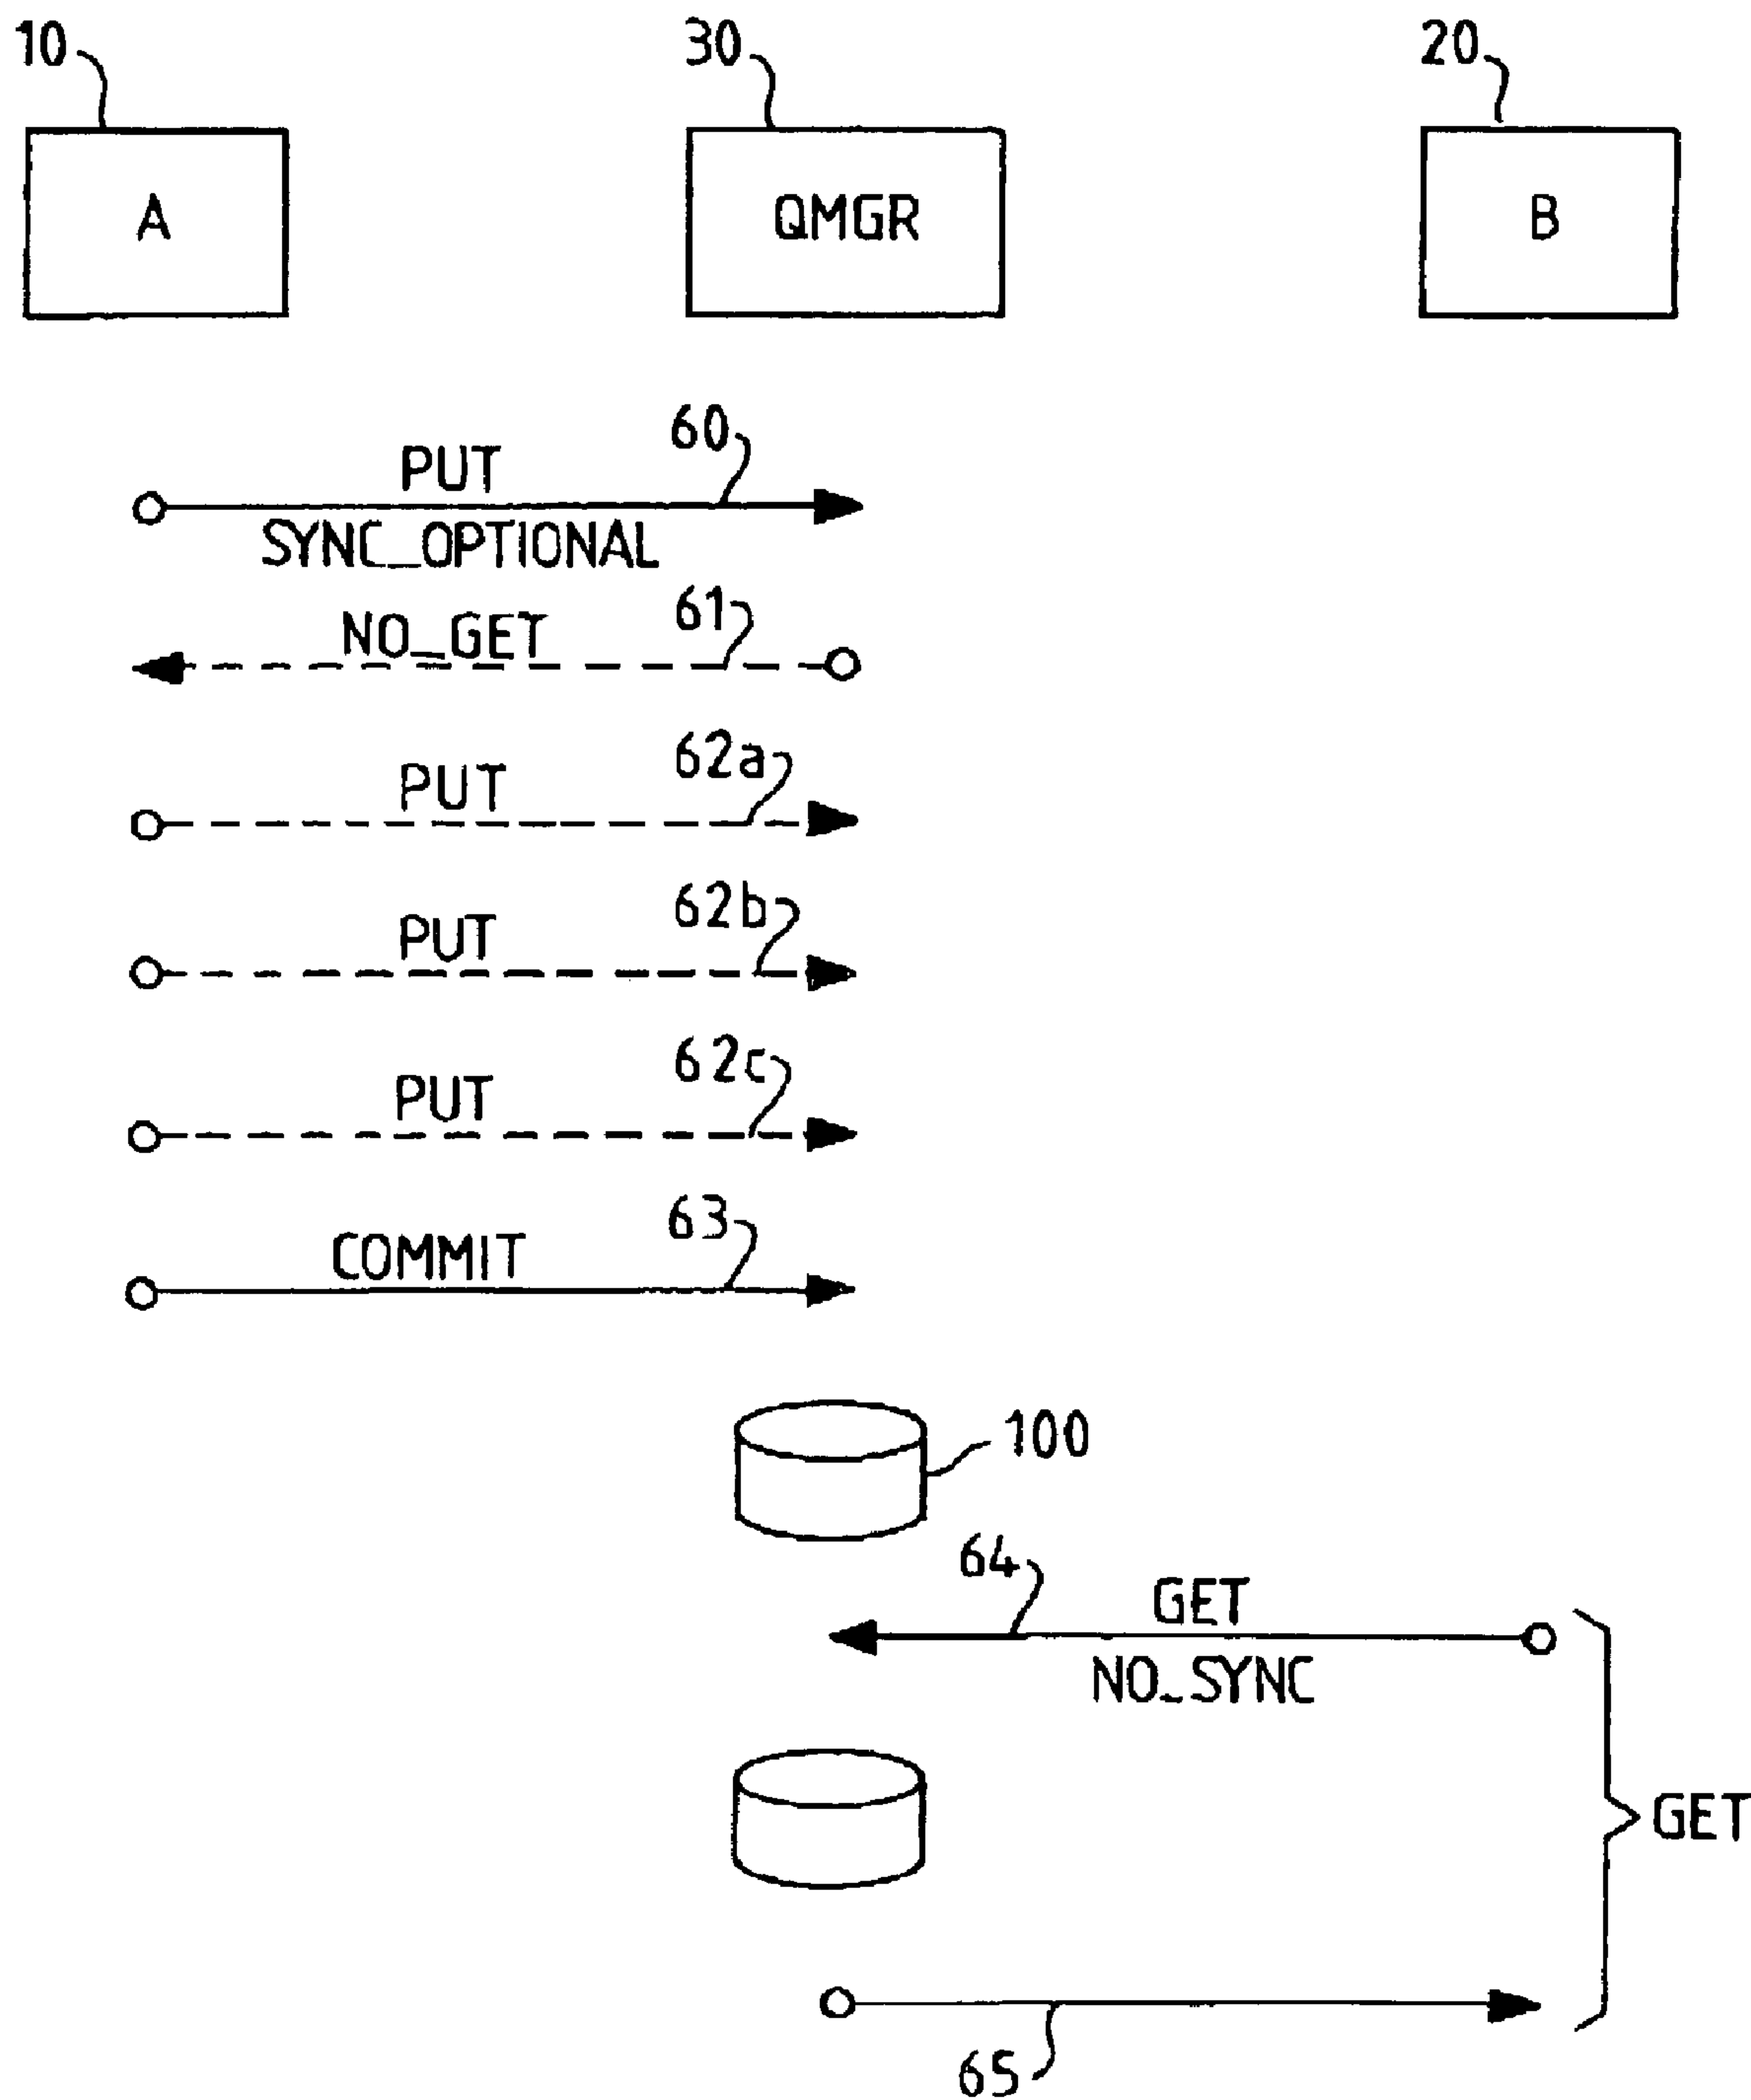 10
30
20
A
QMGR
B
60
PUT
SYNC_OPTIONAL
61
NO_GET
62a
PUT
62b
PUT
62c
PUT
63
COMMIT
100
64
GET
NO_SYNC
GET
65